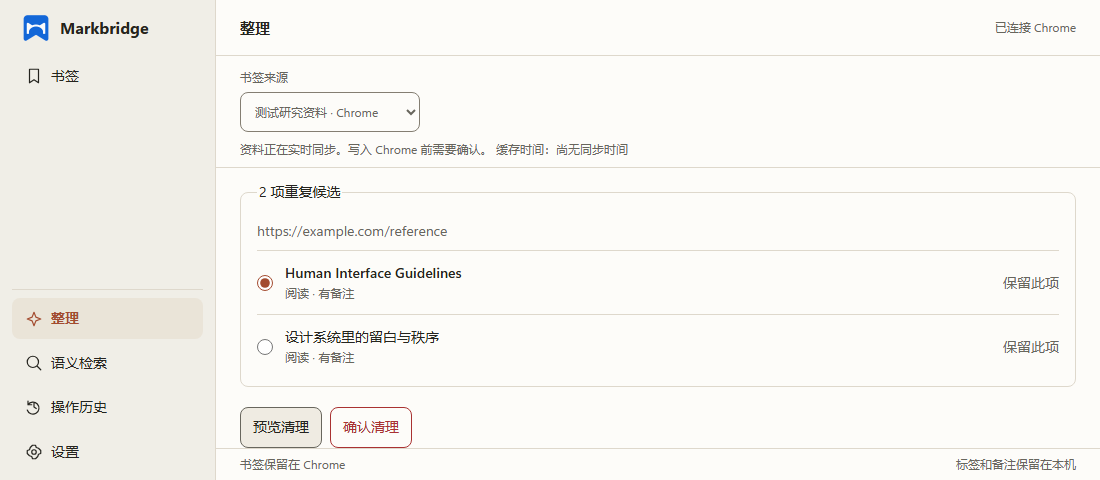 Markbridge
书签
整理
语义检索
操作历史
设置
整理
已连接 Chrome
书签来源
测试研究资料 · Chrome
资料正在实时同步。写入 Chrome 前需要确认。 缓存时间：尚无同步时间
2 项重复候选
https://example.com/reference
Human Interface Guidelines
阅读 · 有备注
保留此项
设计系统里的留白与秩序
阅读 · 有备注
保留此项
预览清理
确认清理
书签保留在 Chrome
标签和备注保留在本机